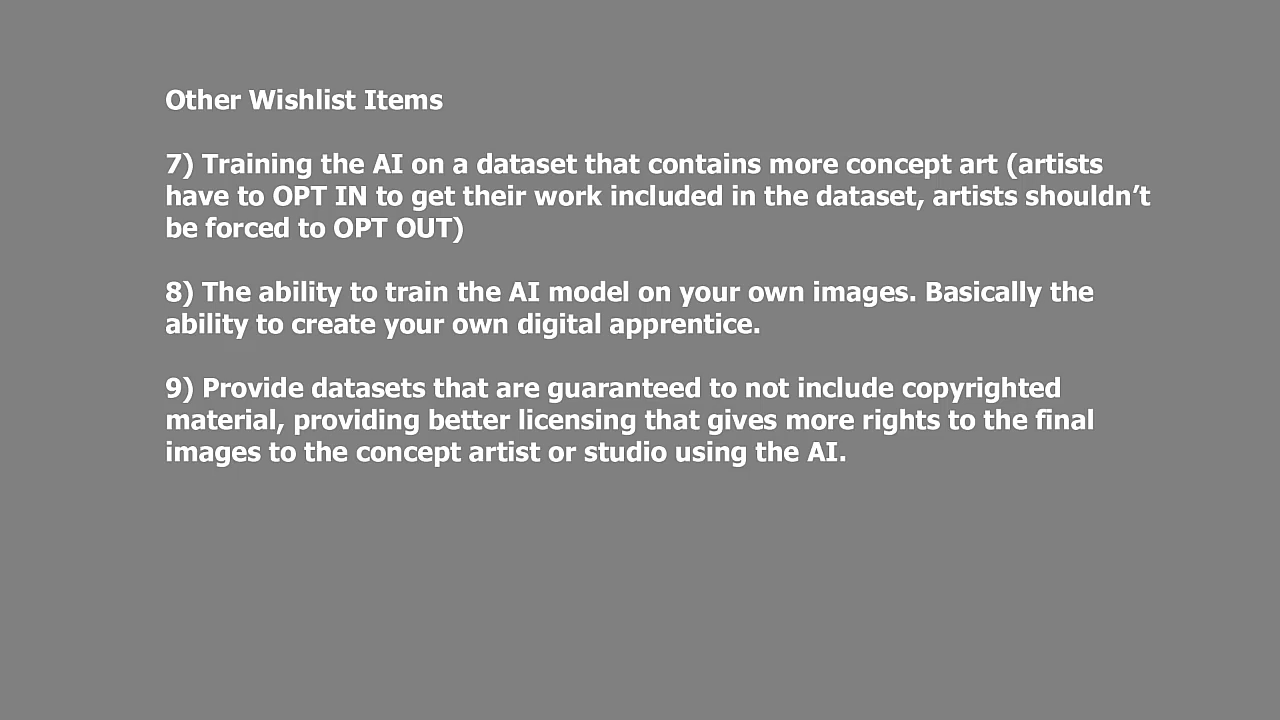 Other Wishlist Items
7) Training the AI on a dataset that contains more concept art (artists
have to OPT IN to get their work included in the dataset, artists shouldn’t
be forced to OPT OUT)
8) The ability to train the AI model on your own images. Basically the
ability to create your own digital apprentice.
9) Provide datasets that are guaranteed to not include copyrighted
material, providing better licensing that gives more rights to the final
images to the concept artist or studio using the AI.